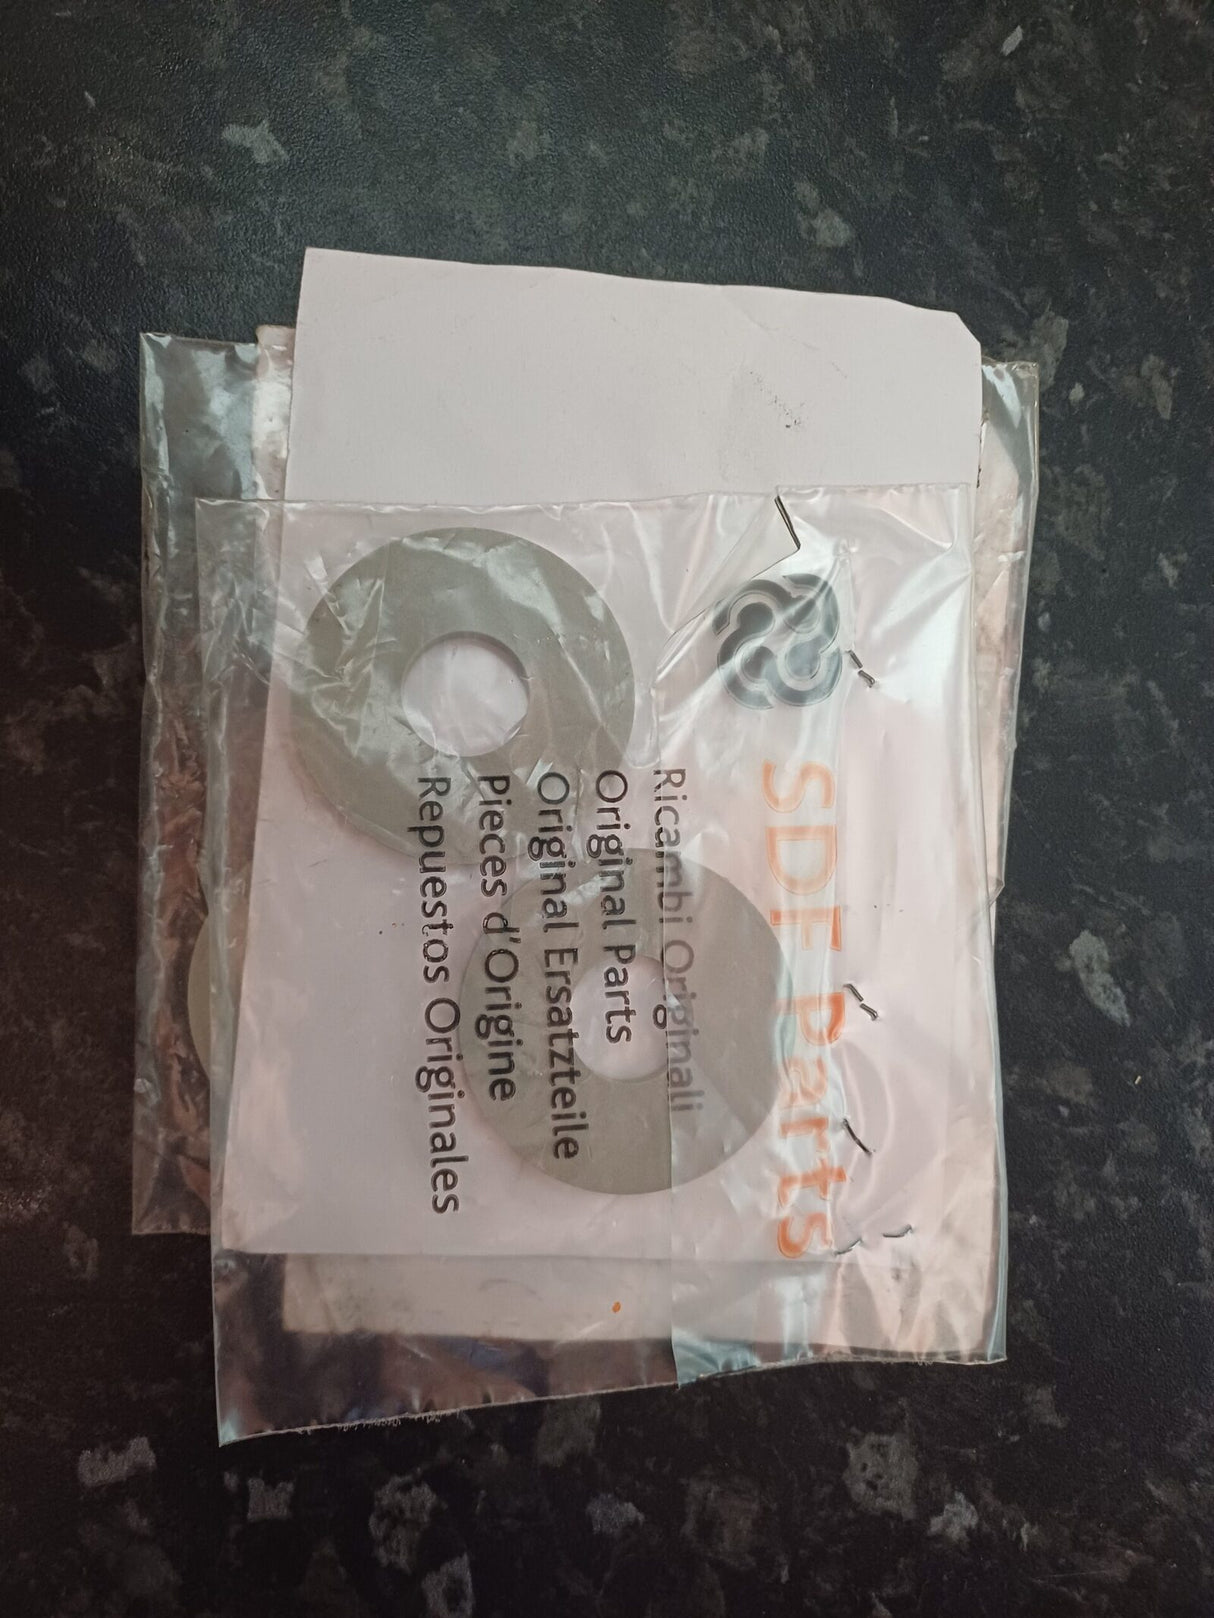 SDF Parts
Ricambi Originali
Original Parts
Original Ersatzteile
Pieces d'Origine
Repuestos Originales